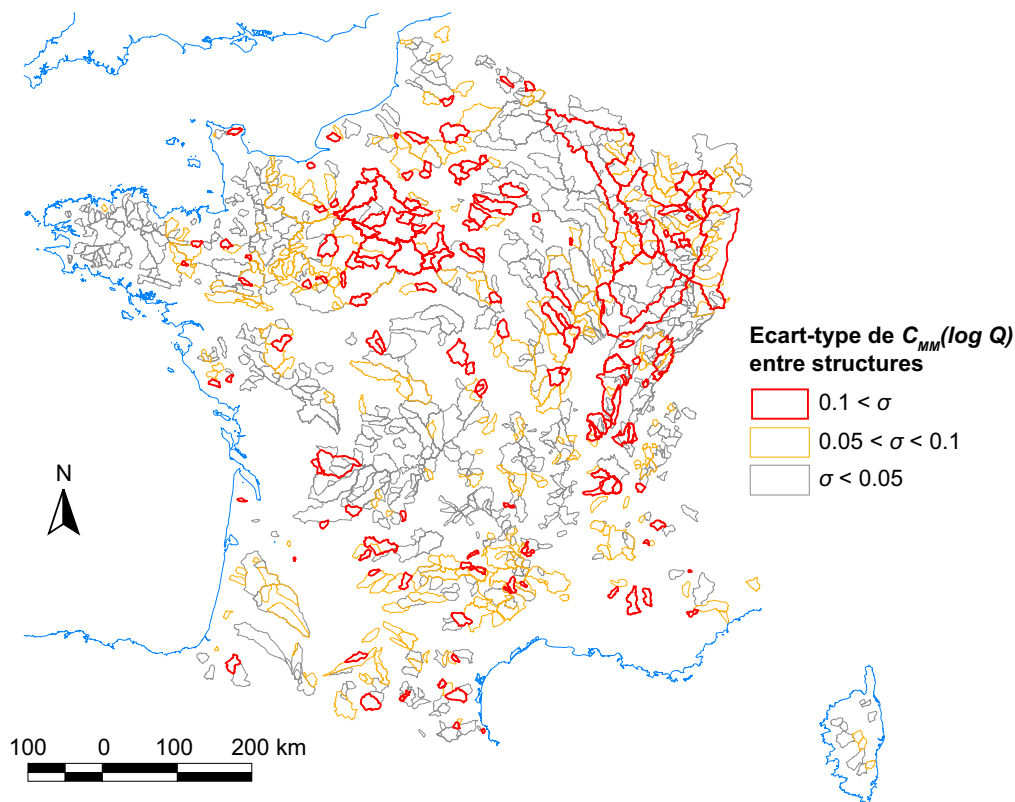 Ecart-type de C_MM(log Q)
entre structures
0.1 < σ
0.05 < σ < 0.1
σ < 0.05
N
100 0 100 200 km